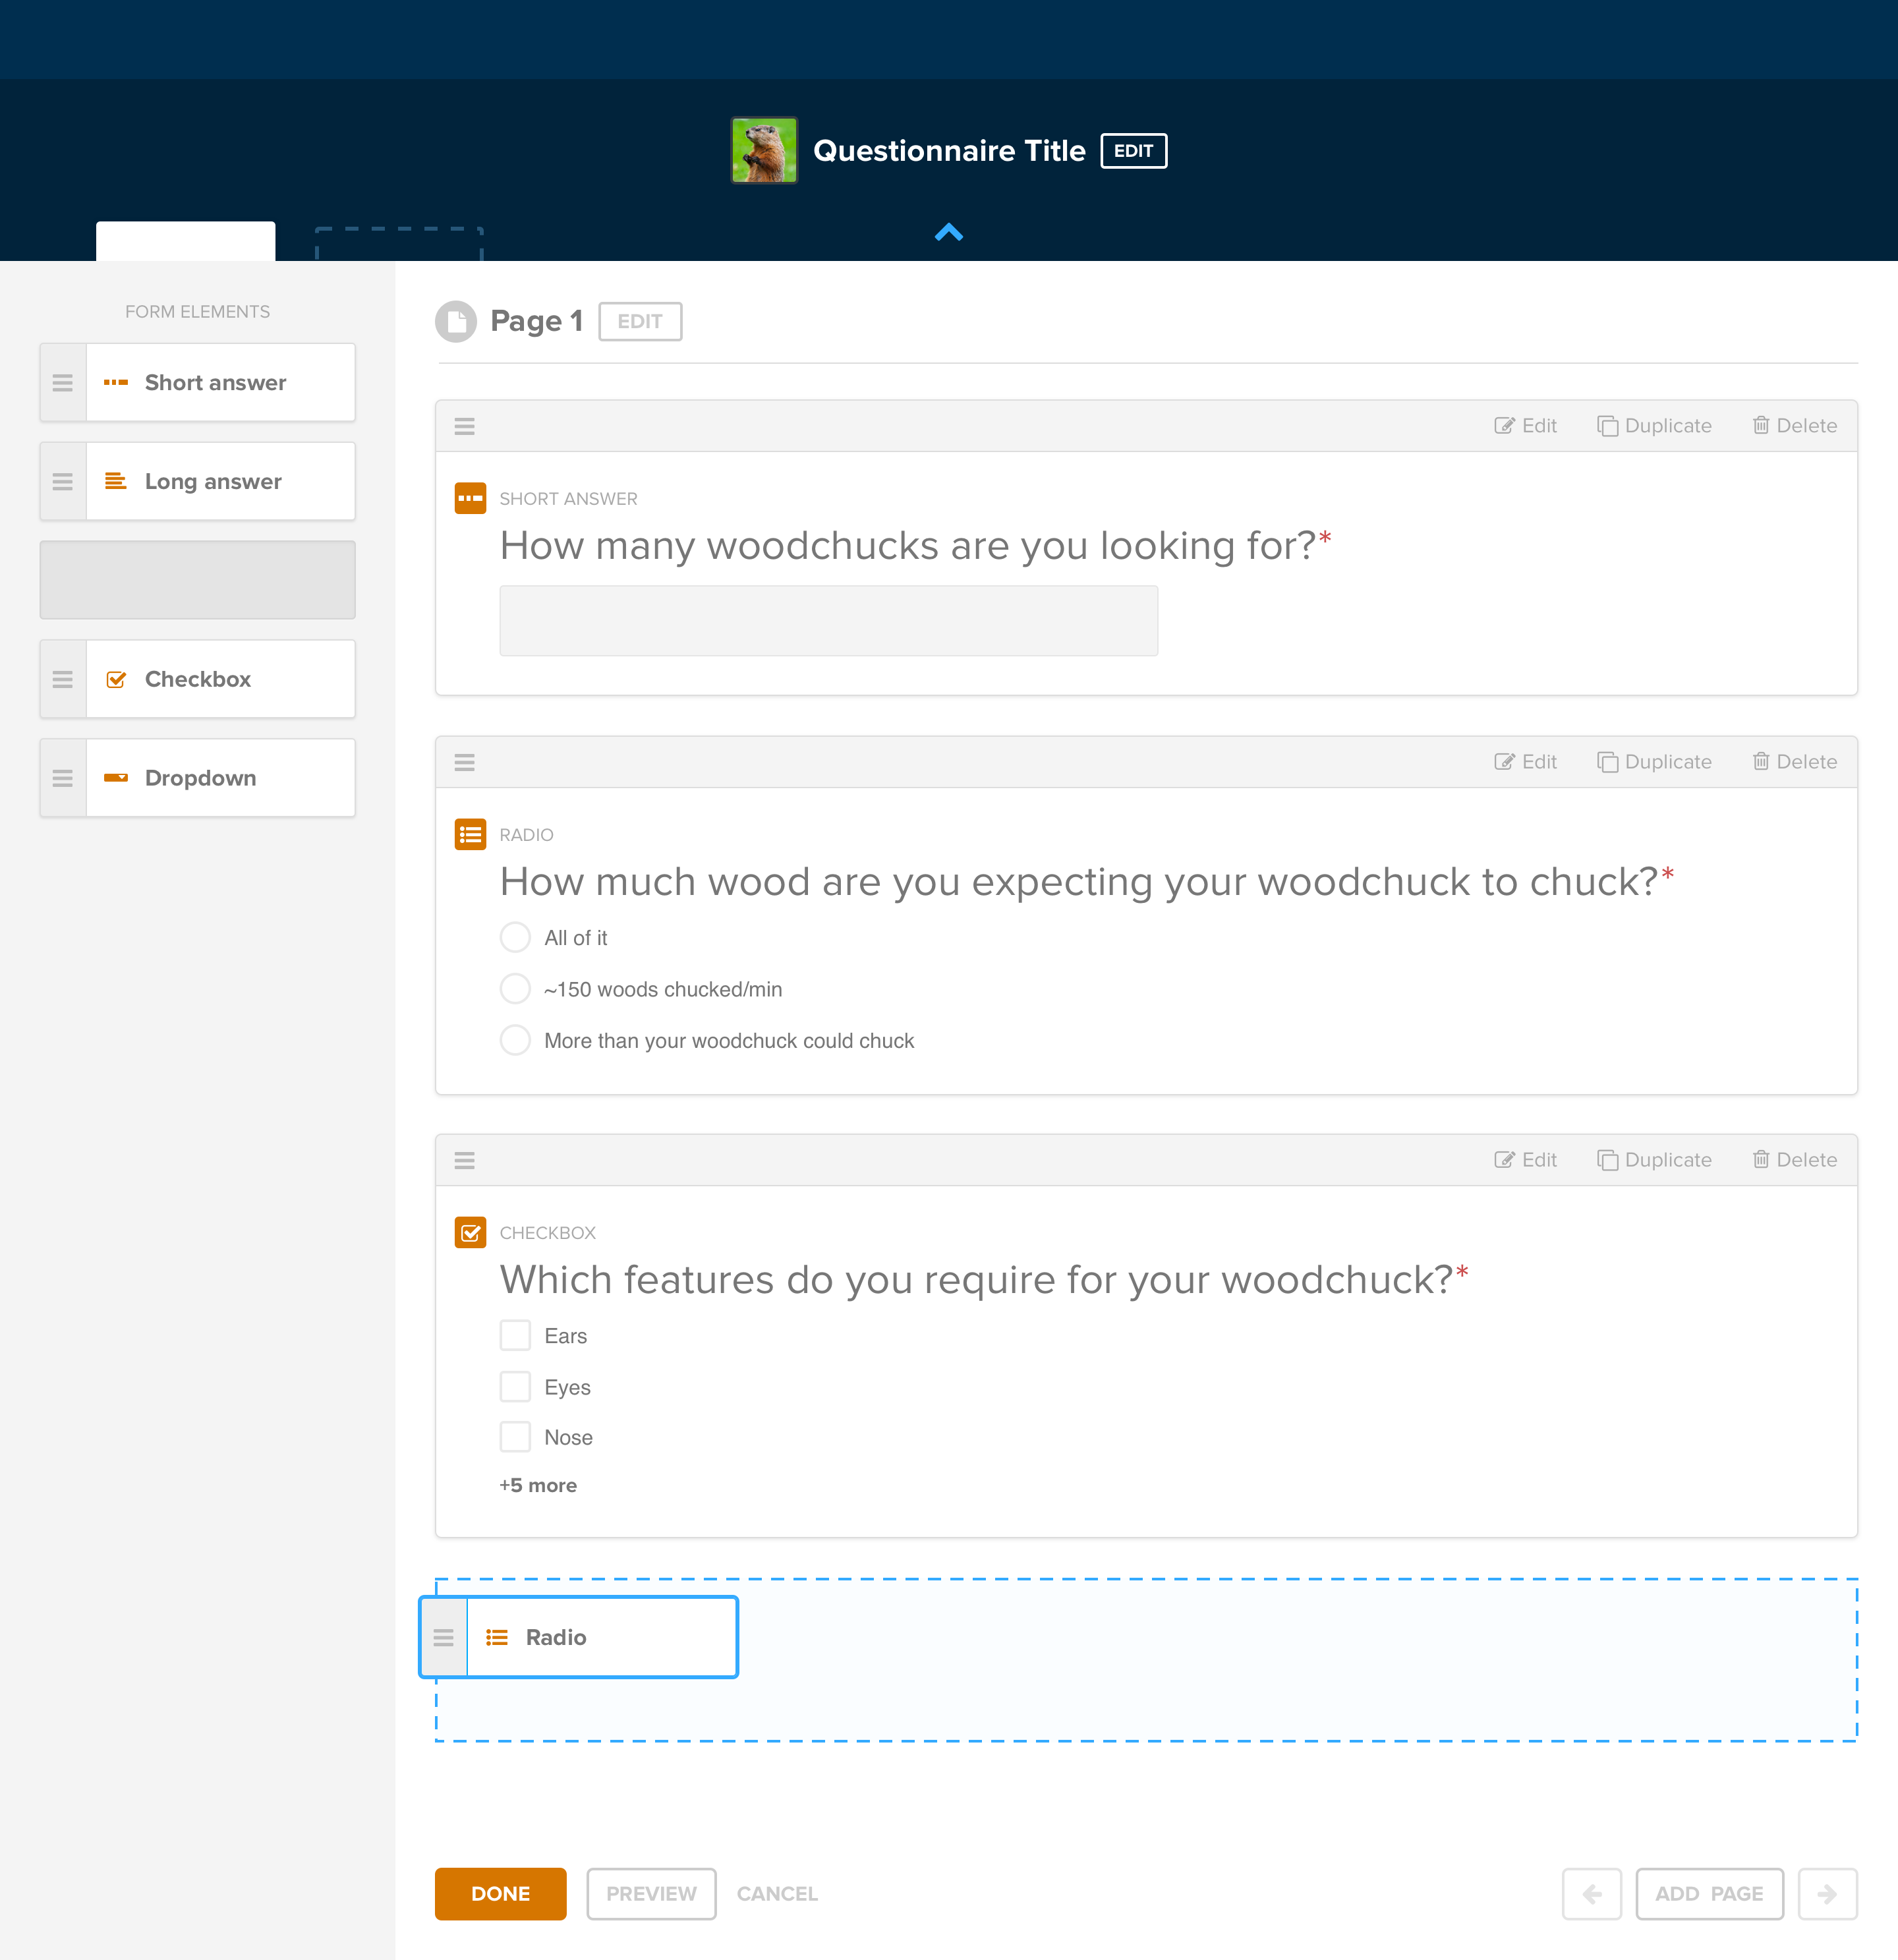 Questionnaire Title EDIT
FORM ELEMENTS
Short answer
Long answer
Checkbox
Dropdown
Page 1 EDIT
Edit Duplicate Delete
SHORT ANSWER
How many woodchucks are you looking for?*
Edit Duplicate Delete
RADIO
How much wood are you expecting your woodchuck to chuck?*
All of it
~150 woods chucked/min
More than your woodchuck could chuck
Edit Duplicate Delete
CHECKBOX
Which features do you require for your woodchuck?*
Ears
Eyes
Nose
+5 more
Radio
DONE PREVIEW CANCEL ADD PAGE